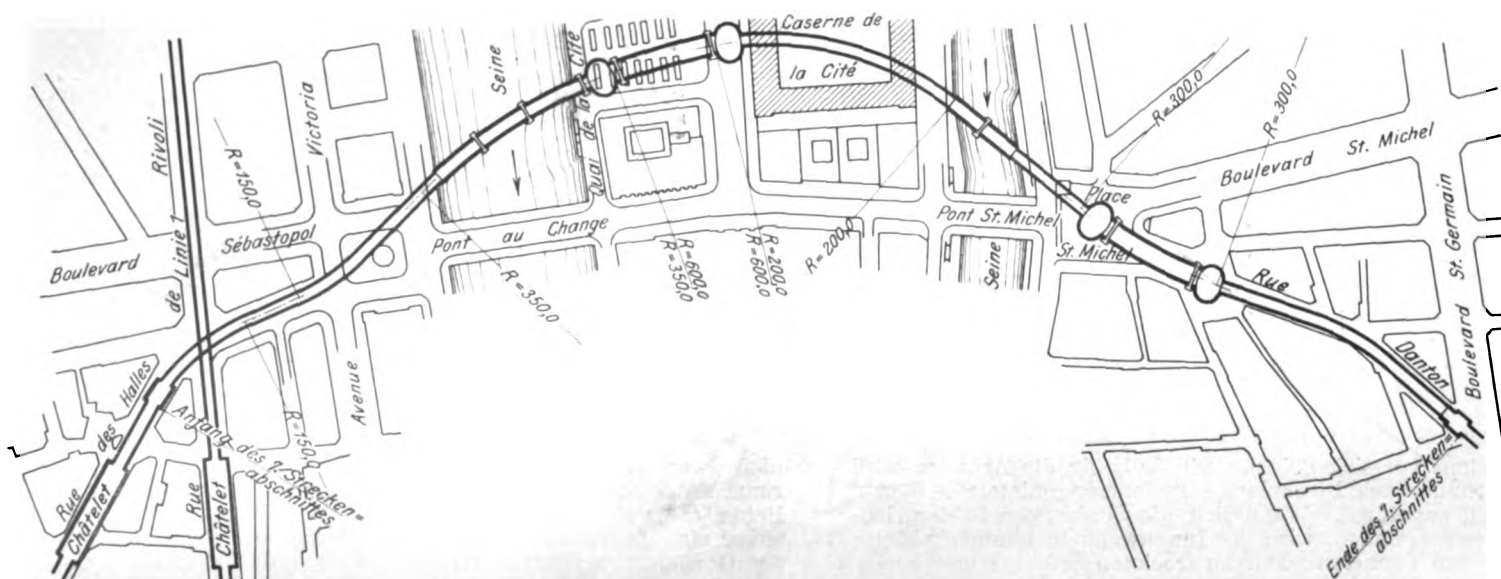 Caserne de
la Cité
Seine
Quai de la Cité
Victoria
Rivoli
R=150,0
R=300,0
R=300,0
Boulevard St. Michel
Place
St. Michel
Pont St. Michel
Seine
R=200,0
Pont au Change
Boulevard Sébastopol
de Linie 1
R=350,0
R=600,0
R=350,0
R=200,0
R=600,0
Rue
Danton
Boulevard St. Germain
Avenue
R=150,0
Rue des Halles
Châtelet
Rue
Châtelet
Anfang des 7. Strecken=
abschnittes
Ende des 7. Strecken=
abschnittes